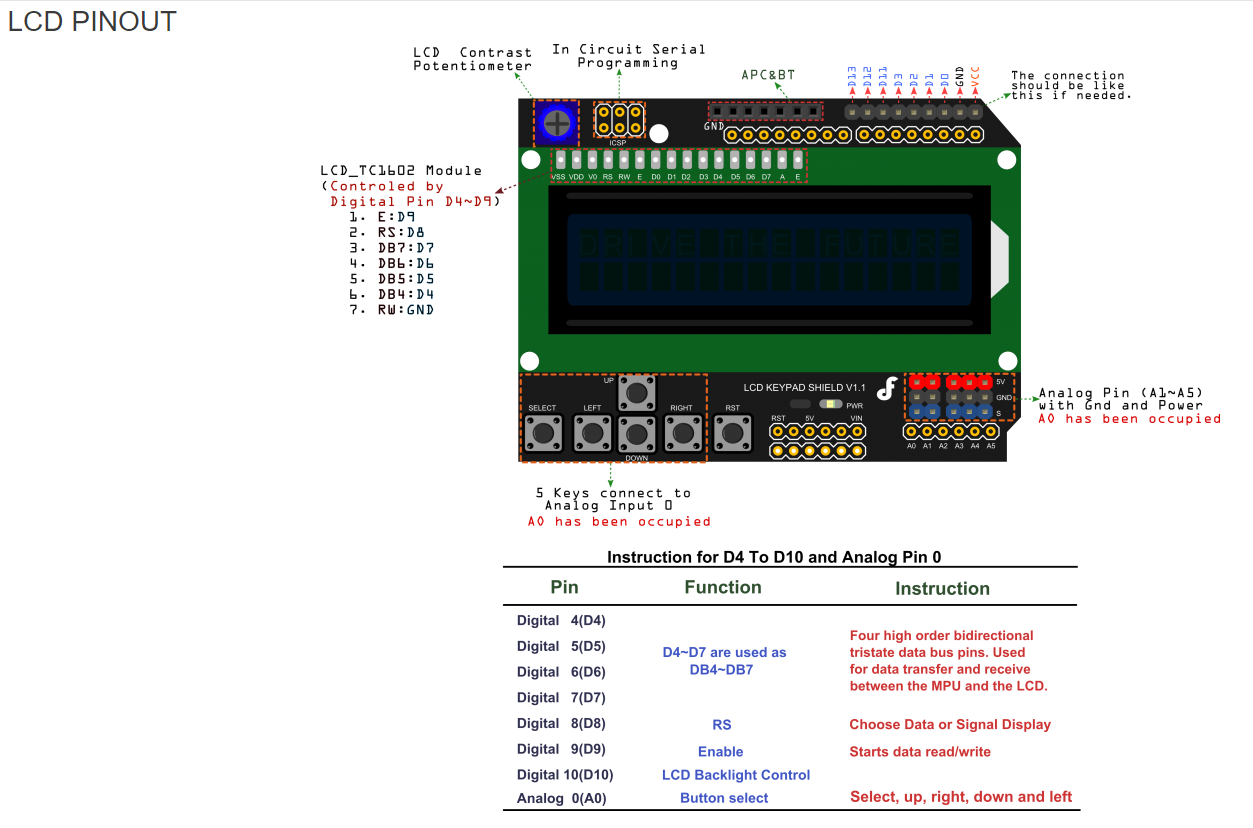 LCD PINOUT
LCD Contrast
Potentiometer
In Circuit Serial
Programming
APC&BT
D13
D12
D11
D3
D2
D1
D0
GND
VCC
The connection
should be like
this if needed.
GND
ICSP
LCD_TC1602 Module
(Controled by
Digital Pin D4~D9)
1. E:D9
2. RS:D8
3. DB7:D7
4. DB6:D6
5. DB5:D5
6. DB4:D4
7. RW:GND
VSS VDD V0 RS RW E D0 D1 D2 D3 D4 D5 D6 D7 A E
DRIVE THE FUTURE
UP
SELECT
LEFT
RIGHT
RST
DOWN
LCD KEYPAD SHIELD V1.1
PWR
RST 5V VIN
5V
GND
S
A0 A1 A2 A3 A4 A5
Analog Pin (A1~A5)
with Gnd and Power
A0 has been occupied
5 Keys connect to
Analog Input 0
A0 has been occupied
Instruction for D4 To D10 and Analog Pin 0
Pin Function Instruction
Digital 4(D4)
Digital 5(D5)
Digital 6(D6)
Digital 7(D7)
D4~D7 are used as
DB4~DB7
Four high order bidirectional
tristate data bus pins. Used
for data transfer and receive
between the MPU and the LCD.
Digital 8(D8) RS Choose Data or Signal Display
Digital 9(D9) Enable Starts data read/write
Digital 10(D10) LCD Backlight Control
Analog 0(A0) Button select Select, up, right, down and left